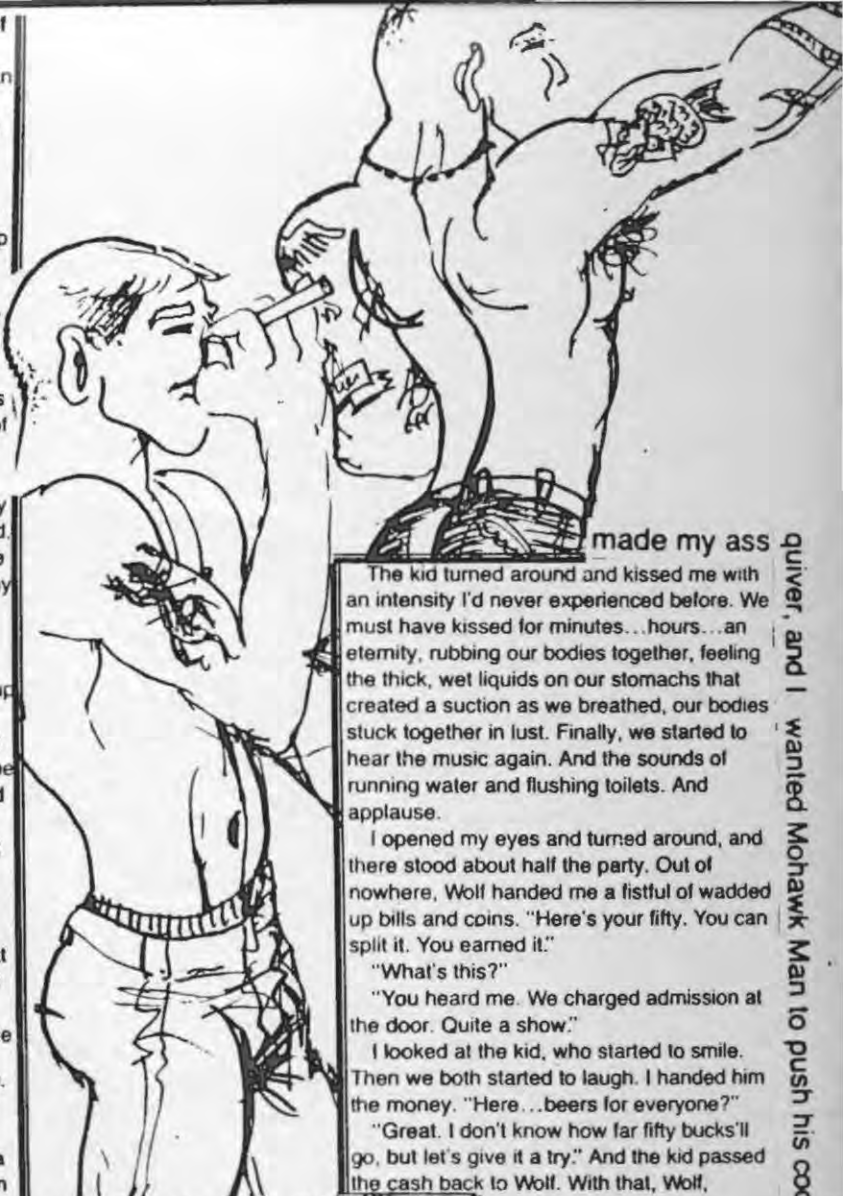 made my ass
quiver, and I wanted Mohawk Man to push his
The kid turned around and kissed me with
an intensity I'd never experienced before. We
must have kissed for minutes...hours...an
eternity, rubbing our bodies together, feeling
the thick, wet liquids on our stomachs that
created a suction as we breathed, our bodies
stuck together in lust. Finally, we started to
hear the music again. And the sounds of
running water and flushing toilets. And
applause.
I opened my eyes and turned around, and
there stood about half the party. Out of
nowhere, Wolf handed me a fistful of wadded
up bills and coins. "Here's your fifty. You can
split it. You earned it."
"What's this?"
"You heard me. We charged admission at
the door. Quite a show."
I looked at the kid, who started to smile.
Then we both started to laugh. I handed him
the money. "Here...beers for everyone?"
"Great. I don't know how far fifty bucks'll
go, but let's give it a try." And the kid passed
the cash back to Wolf. With that, Wolf,